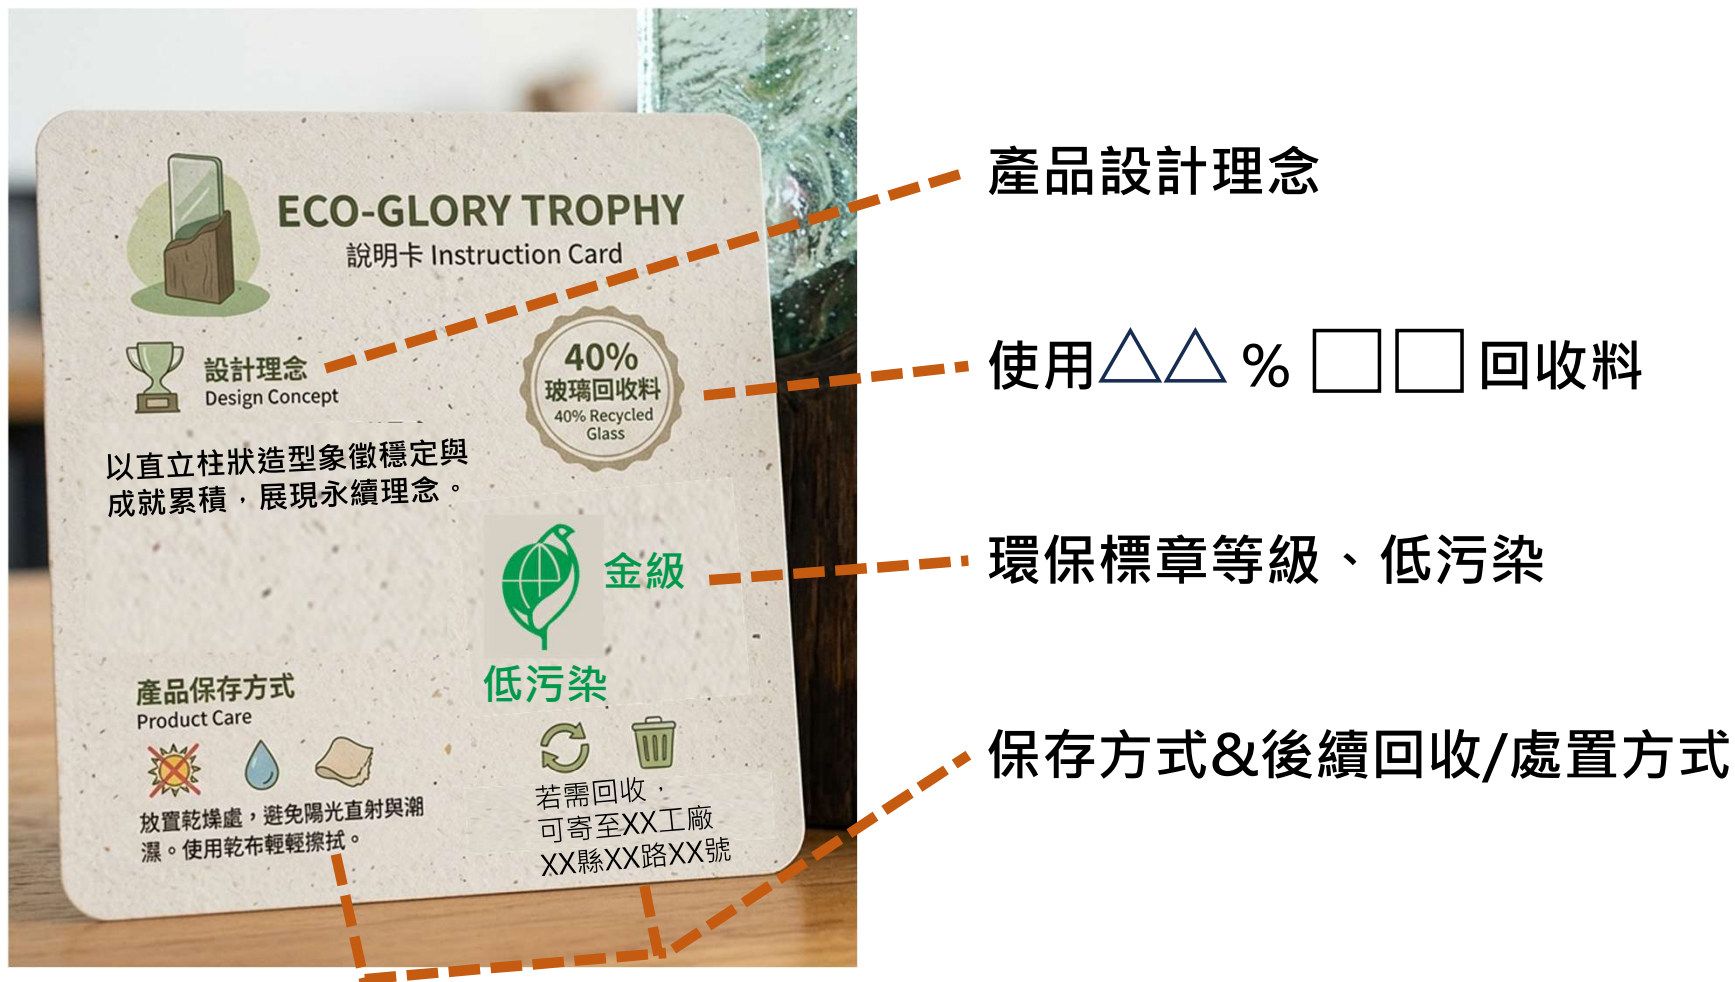 ECO-GLORY TROPHY
說明卡 Instruction Card
設計理念
Design Concept
以直立柱狀造型象徵穩定與
成就累積，展現永續理念。
40%
玻璃回收料
40% Recycled
Glass
金級
低污染
產品保存方式
Product Care
放置乾燥處，避免陽光直射與潮
濕。使用乾布輕輕擦拭。
若需回收，
可寄至XX工廠
XX縣XX路XX號
產品設計理念
使用△△%□□回收料
環保標章等級、低污染
保存方式&後續回收/處置方式